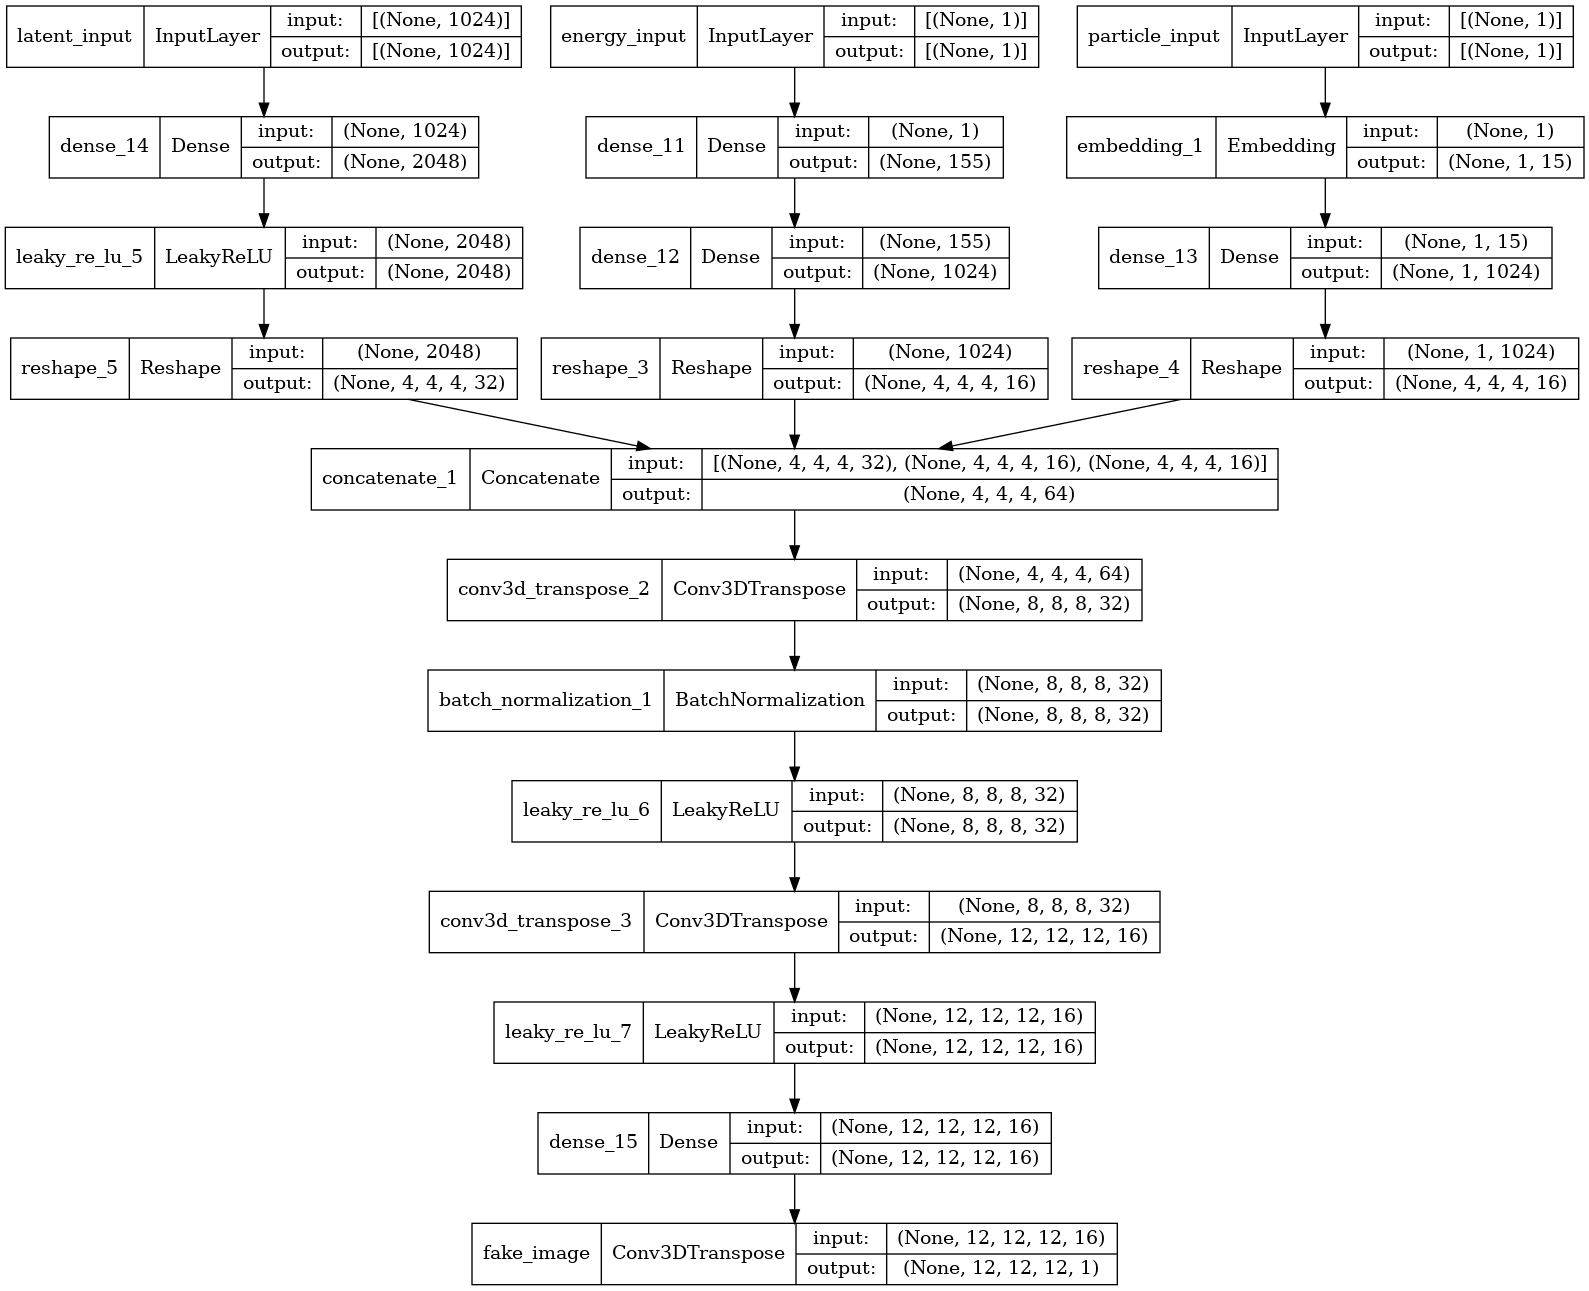 latent_input InputLayer input: [(None, 1024)]
output: [(None, 1024)]
energy_input InputLayer input: [(None, 1)]
output: [(None, 1)]
particle_input InputLayer input: [(None, 1)]
output: [(None, 1)]
dense_14 Dense input: (None, 1024)
output: (None, 2048)
dense_11 Dense input: (None, 1)
output: (None, 155)
embedding_1 Embedding input: (None, 1)
output: (None, 1, 15)
leaky_re_lu_5 LeakyReLU input: (None, 2048)
output: (None, 2048)
dense_12 Dense input: (None, 155)
output: (None, 1024)
dense_13 Dense input: (None, 1, 15)
output: (None, 1, 1024)
reshape_5 Reshape input: (None, 2048)
output: (None, 4, 4, 4, 32)
reshape_3 Reshape input: (None, 1024)
output: (None, 4, 4, 4, 16)
reshape_4 Reshape input: (None, 1, 1024)
output: (None, 4, 4, 4, 16)
concatenate_1 Concatenate input: [(None, 4, 4, 4, 32), (None, 4, 4, 4, 16), (None, 4, 4, 4, 16)]
output: (None, 4, 4, 4, 64)
conv3d_transpose_2 Conv3DTranspose input: (None, 4, 4, 4, 64)
output: (None, 8, 8, 8, 32)
batch_normalization_1 BatchNormalization input: (None, 8, 8, 8, 32)
output: (None, 8, 8, 8, 32)
leaky_re_lu_6 LeakyReLU input: (None, 8, 8, 8, 32)
output: (None, 8, 8, 8, 32)
conv3d_transpose_3 Conv3DTranspose input: (None, 8, 8, 8, 32)
output: (None, 12, 12, 12, 16)
leaky_re_lu_7 LeakyReLU input: (None, 12, 12, 12, 16)
output: (None, 12, 12, 12, 16)
dense_15 Dense input: (None, 12, 12, 12, 16)
output: (None, 12, 12, 12, 16)
fake_image Conv3DTranspose input: (None, 12, 12, 12, 16)
output: (None, 12, 12, 12, 1)